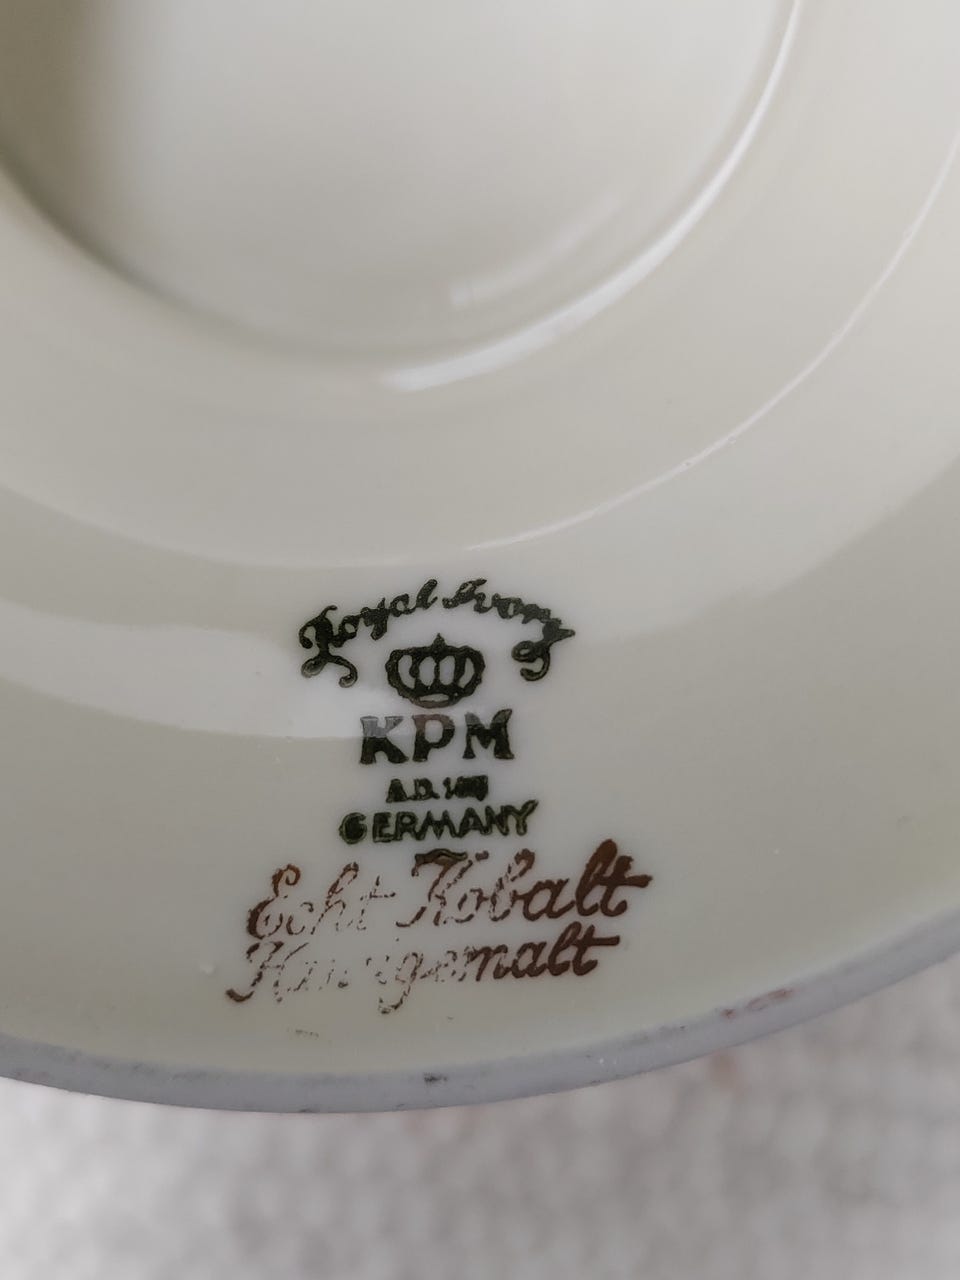 Royal Ivory
KPM
A.D.
GERMANY
Echt Kobalt
Handgemalt